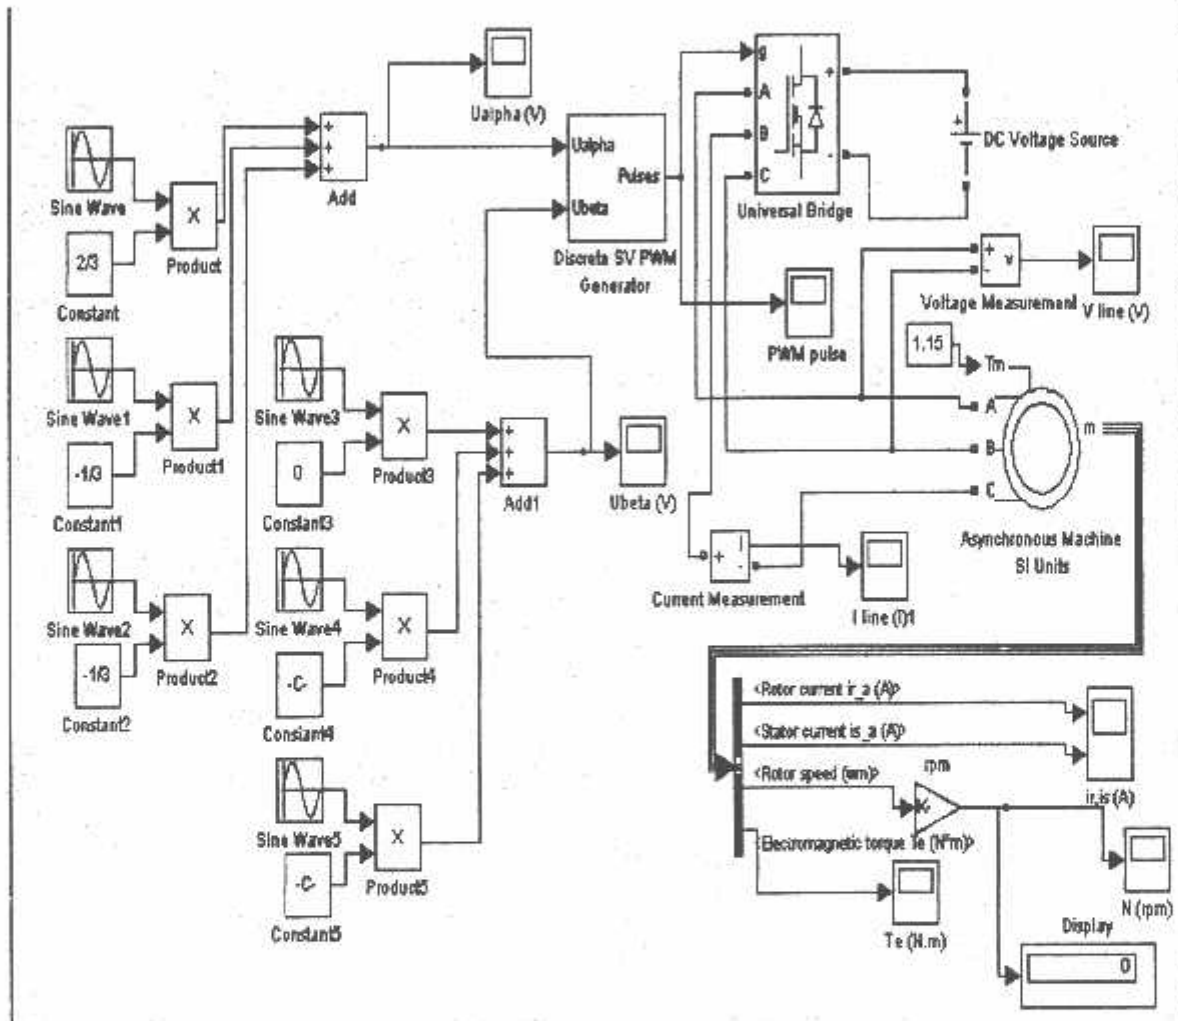 Ualpha (V)
Sine Wave
2/3
Constant
X
Product
+
+
+
Add
Ualpha
Ubeta
Pulses
Discrete SV PWM
Generator
g
A
B
C
+
-
Universal Bridge
+
DC Voltage Source
+
-
v
Voltage Measurement
V line (V)
PWM pulse
1.15
Tm
A
B
C
m
Asynchronous Machine
SI Units
Sine Wave1
-1/3
Constant1
X
Product1
Sine Wave2
-1/3
Constant2
X
Product2
Sine Wave3
0
Constant3
X
Product3
+
+
+
Add1
Ubeta (V)
Sine Wave4
-C-
Constant4
X
Product4
Sine Wave5
-C-
Constant5
X
Product5
+
i
-
Current Measurement
I line (I)1
<Rotor current ir_a (A)>
<Stator current is_a (A)>
<Rotor speed (wm)>
<Electromagnetic torque Te (N*m)>
rpm
-K-
ir,is (A)
N (rpm)
Te (N.m)
Display
0